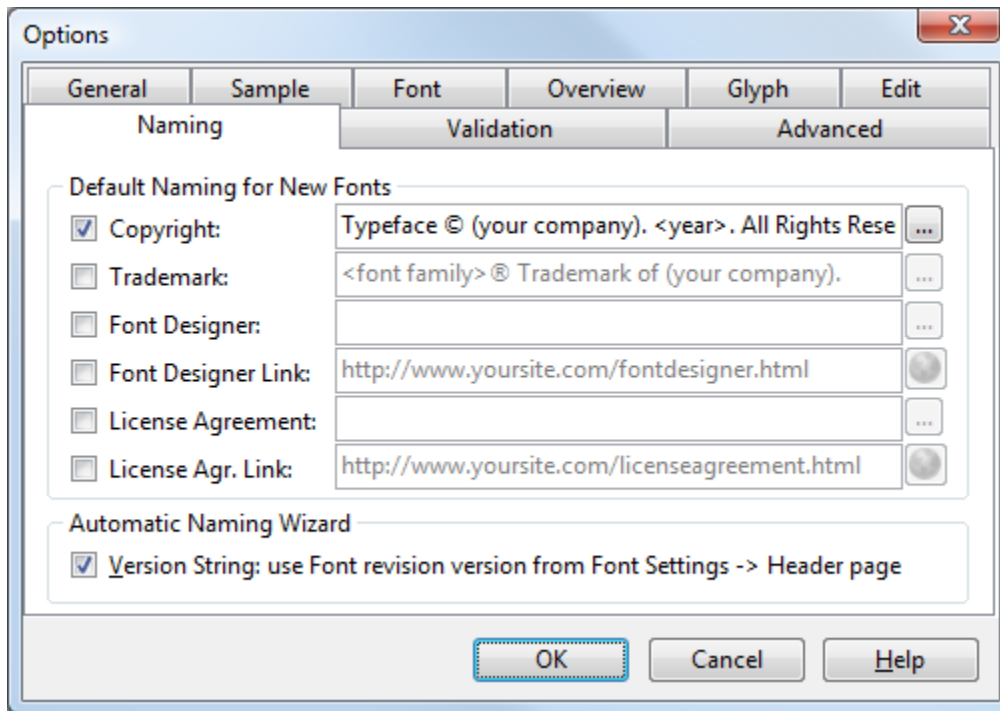 Options
General Sample Font Overview Glyph Edit
Naming Validation Advanced
Default Naming for New Fonts
Copyright: Typeface © (your company). <year>. All Rights Rese ...
Trademark: <font family>® Trademark of (your company). ...
Font Designer: ...
Font Designer Link: http://www.yoursite.com/fontdesigner.html
License Agreement: ...
License Agr. Link: http://www.yoursite.com/licenseagreement.html
Automatic Naming Wizard
Version String: use Font revision version from Font Settings -> Header page
OK Cancel Help